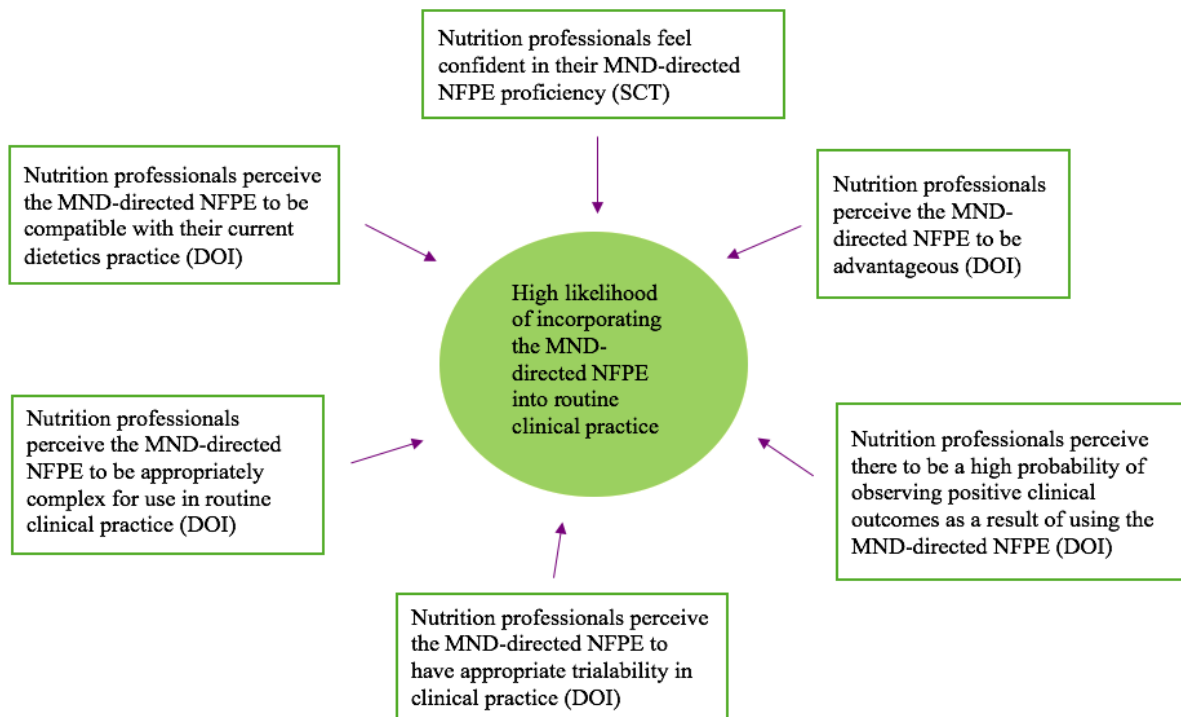 Nutrition professionals feel
confident in their MND-directed
NFPE proficiency (SCT)
Nutrition professionals perceive
the MND-directed NFPE to be
compatible with their current
dietetics practice (DOI)
Nutrition professionals
perceive the MND-
directed NFPE to be
advantageous (DOI)
High likelihood
of incorporating
the MND-
directed NFPE
into routine
clinical practice
Nutrition professionals
perceive the MND-directed
NFPE to be appropriately
complex for use in routine
clinical practice (DOI)
Nutrition professionals perceive
there to be a high probability of
observing positive clinical
outcomes as a result of using the
MND-directed NFPE (DOI)
Nutrition professionals perceive
the MND-directed NFPE to
have appropriate trialability in
clinical practice (DOI)